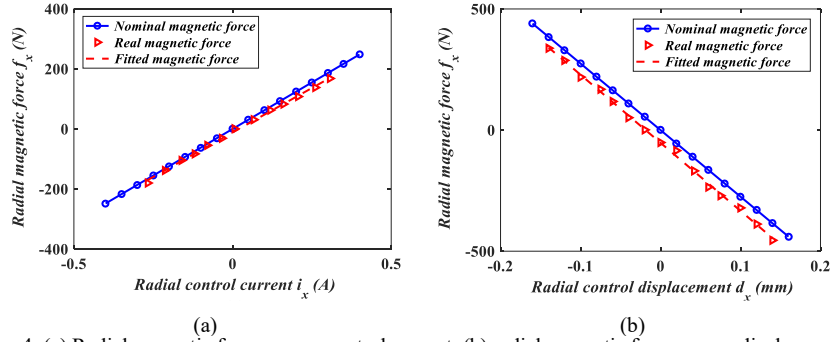 400
200
0
-200
-400
-0.5
0
0.5
Radial magnetic force f_x (N)
Radial control current i_x (A)
Nominal magnetic force
Real magnetic force
Fitted magnetic force
(a)
500
0
-500
-0.2
-0.1
0
0.1
0.2
Radial magnetic force f_x (N)
Radial control displacement d_x (mm)
Nominal magnetic force
Real magnetic force
Fitted magnetic force
(b)